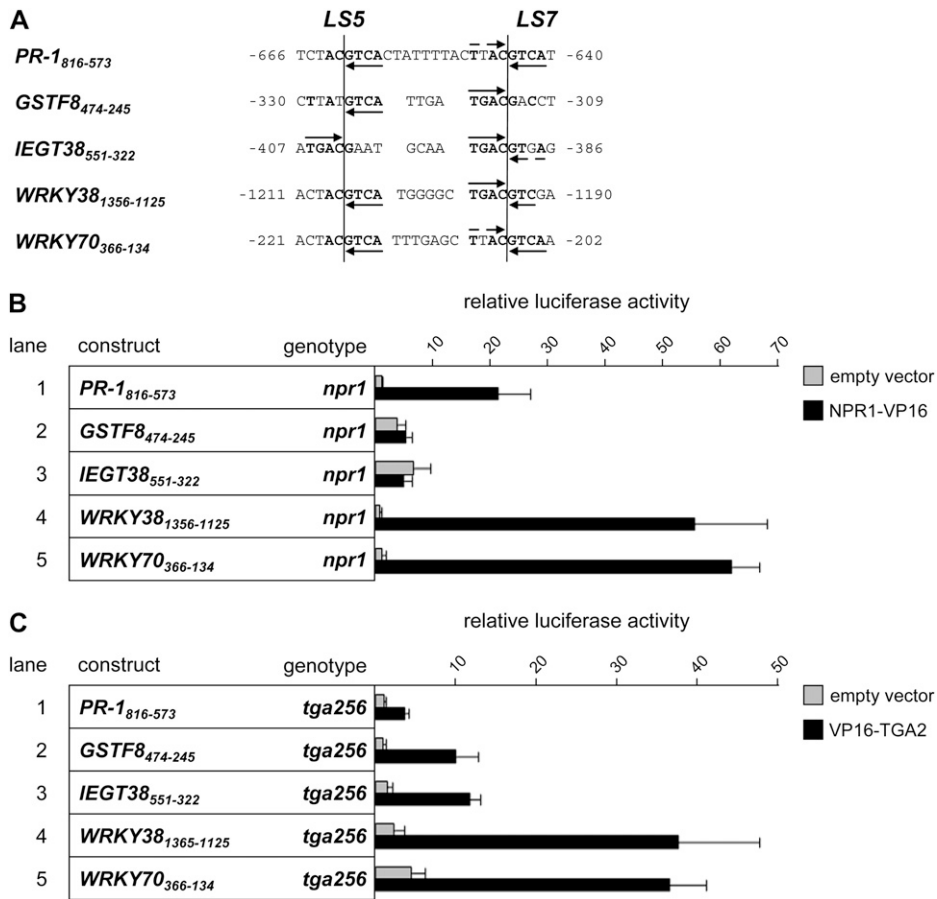 A
LS5 LS7
PR-1816-573 -666 TCTACGTCACTATTTTACTTACGTCAT -640
GSTF8474-245 -330 CTTATGTCA TTGA TGACGACCT -309
IEGT38551-322 -407 ATGACGAAT GCAA TGACGTGAG -386
WRKY381356-1125 -1211 ACTACGTCA TGGGGC TGACGTCGA -1190
WRKY70366-134 -221 ACTACGTCA TTTGAGC TTACGTCAA -202
B
relative luciferase activity
lane construct genotype 10 20 30 40 50 60 70
1 PR-1816-573 npr1
2 GSTF8474-245 npr1
3 IEGT38551-322 npr1
4 WRKY381356-1125 npr1
5 WRKY70366-134 npr1
empty vector
NPR1-VP16
C
relative luciferase activity
lane construct genotype 10 20 30 40 50
1 PR-1816-573 tga256
2 GSTF8474-245 tga256
3 IEGT38551-322 tga256
4 WRKY381365-1125 tga256
5 WRKY70366-134 tga256
empty vector
VP16-TGA2